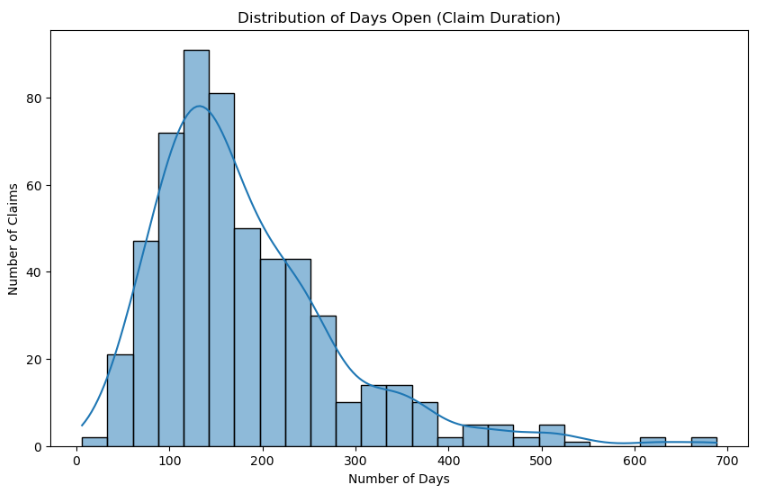 Distribution of Days Open (Claim Duration)
80
60
40
20
0
Number of Claims
0 100 200 300 400 500 600 700
Number of Days